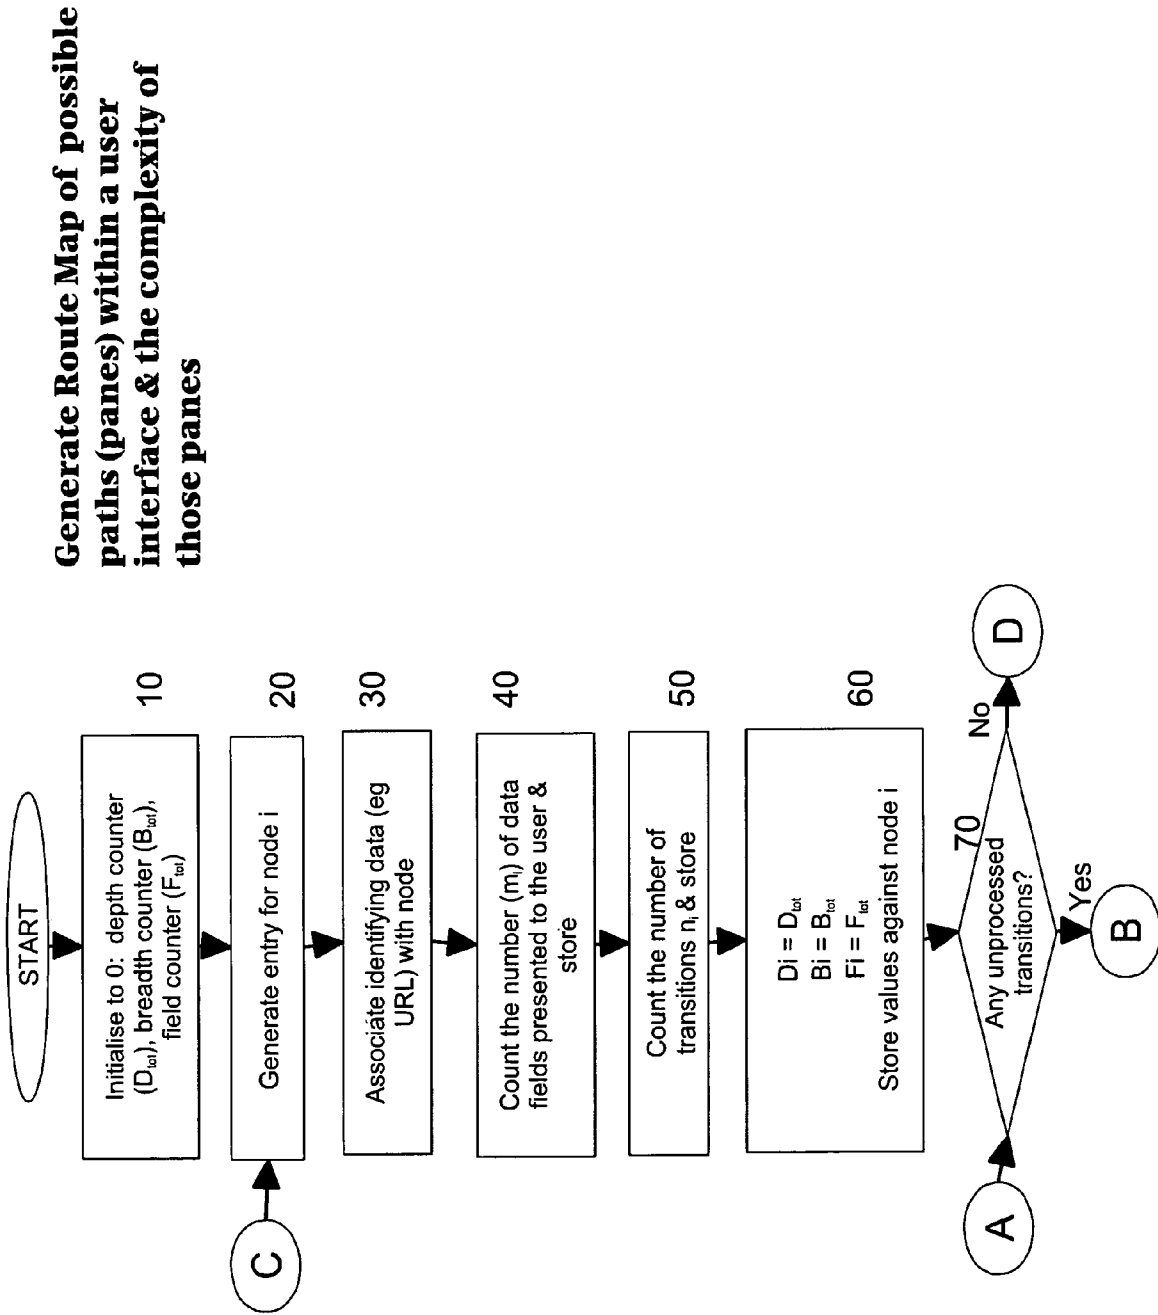 Generate Route Map of possible
paths (panes) within a user
interface & the complexity of
those panes
START
Initialise to 0: depth counter
(Dtot), breadth counter (Btot),
field counter (Ftot)
10
C
Generate entry for node i
20
Associate identifying data (eg
URL) with node
30
Count the number (mi) of data
fields presented to the user &
store
40
Count the number of
transitions ni & store
50
Di = Dtot
Bi = Btot
Fi = Ftot
Store values against node i
60
A
70
Any unprocessed
transitions?
No
D
Yes
B